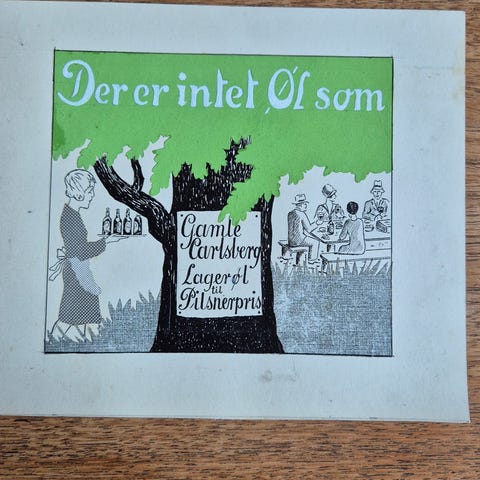 Der er intet Øl som
Gamle
Carlsberg
Lagerøl
til
Pilsnerpris